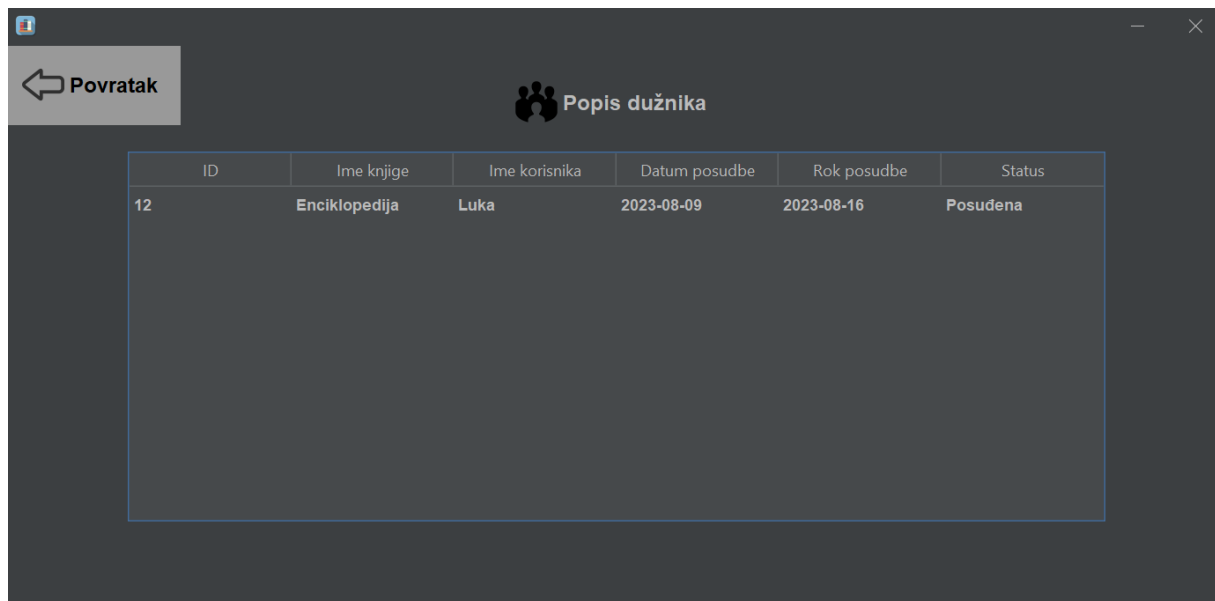 Povratak
Popis dužnika
ID Ime knjige Ime korisnika Datum posudbe Rok posudbe Status
12 Enciklopedija Luka 2023-08-09 2023-08-16 Posuđena